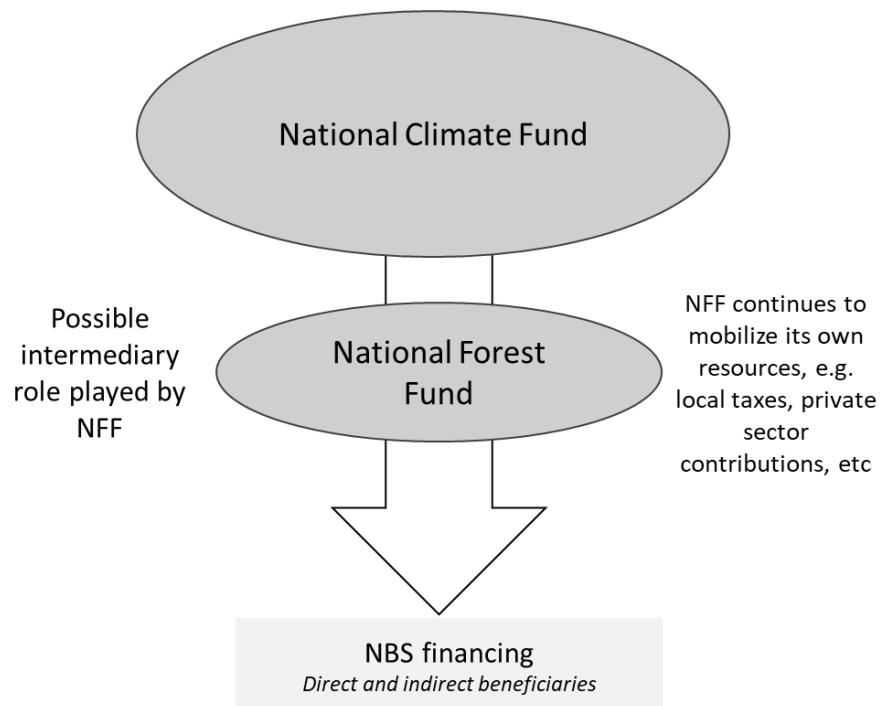 National Climate Fund
Possible
intermediary
role played by
NFF
National Forest
Fund
NFF continues to
mobilize its own
resources, e.g.
local taxes, private
sector
contributions, etc
NBS financing
Direct and indirect beneficiaries